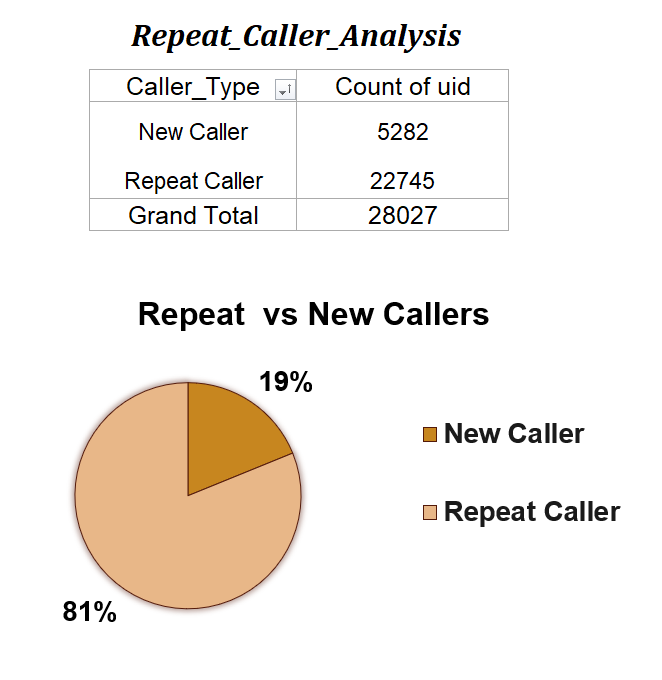 Repeat_Caller_Analysis
Caller_Type Count of uid
New Caller 5282
Repeat Caller 22745
Grand Total 28027
Repeat  vs New Callers
19%
New Caller
Repeat Caller
81%